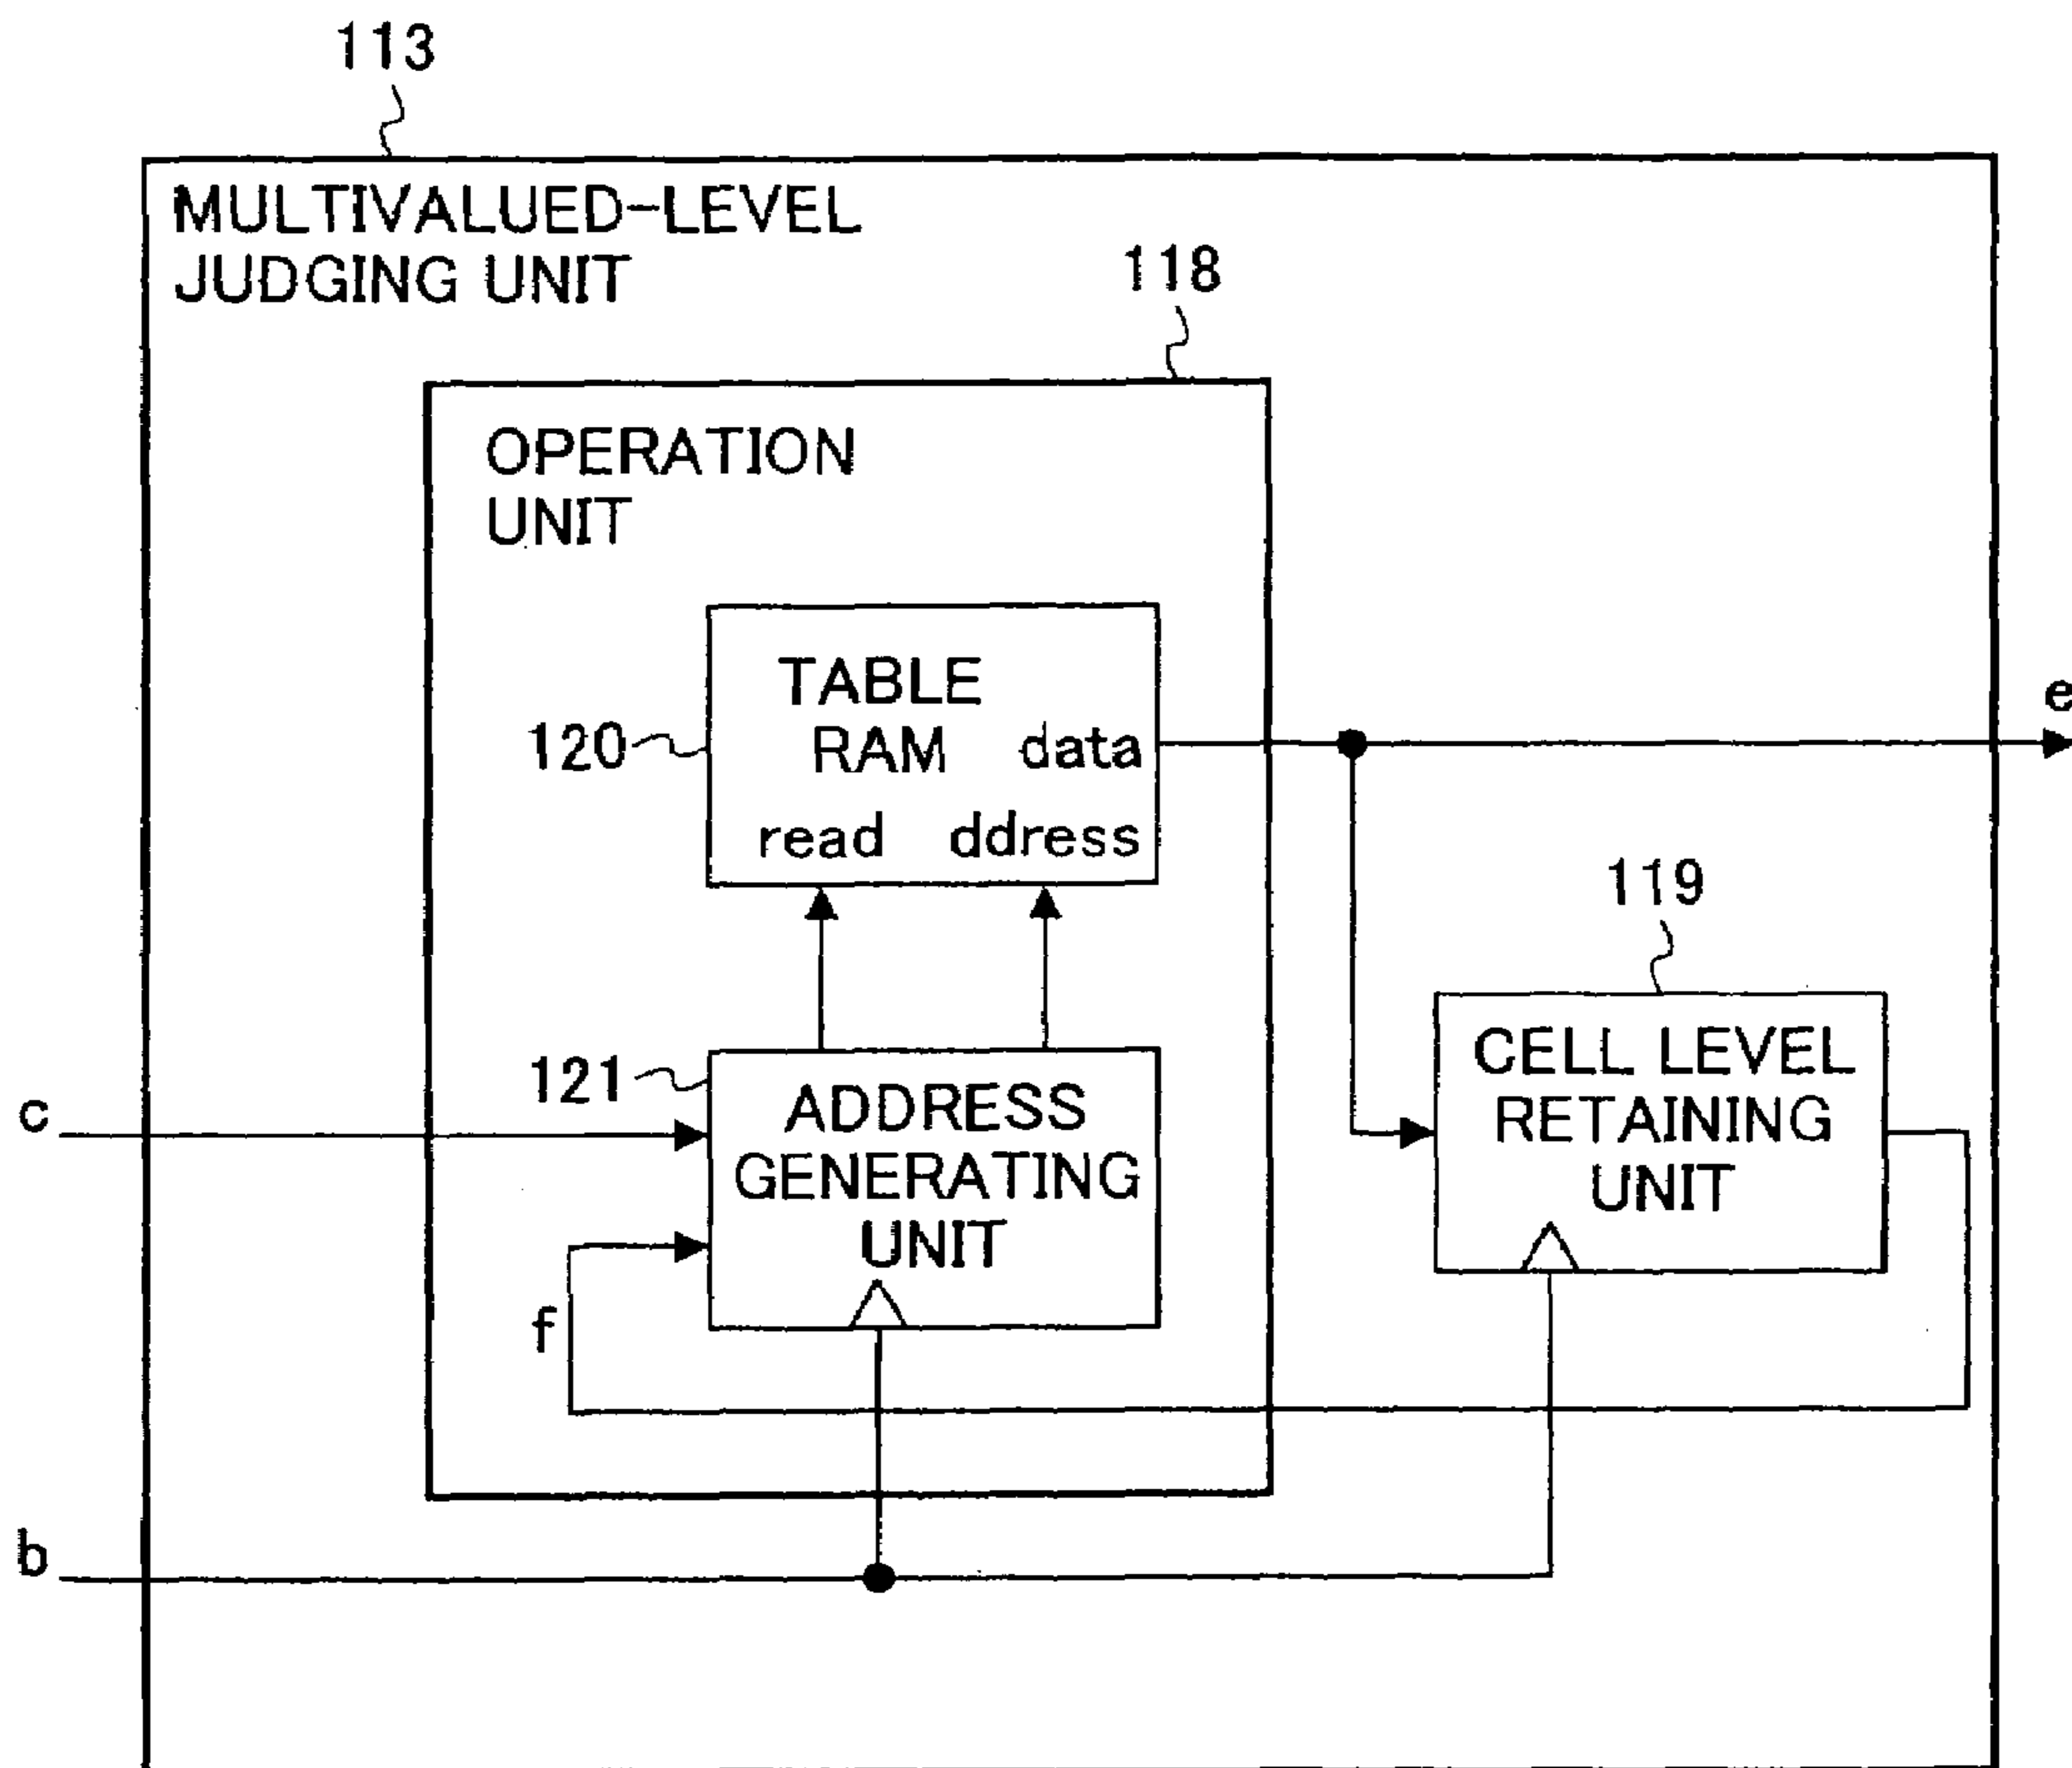 113
MULTIVALUED-LEVEL
JUDGING UNIT
118
OPERATION
UNIT
TABLE
120
RAM data
read ddress
e
119
121
ADDRESS
GENERATING
UNIT
CELL LEVEL
RETAINING
UNIT
c
f
b